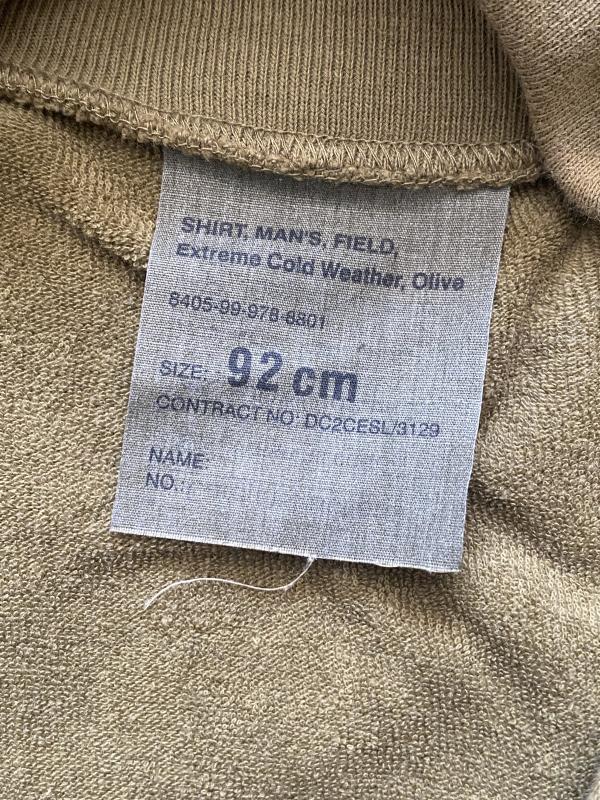 SHIRT, MAN'S, FIELD,
Extreme Cold Weather, Olive
8405-99-978-8801
SIZE: 92 cm
CONTRACT NO: DC2CESL/3129
NAME:
NO.: